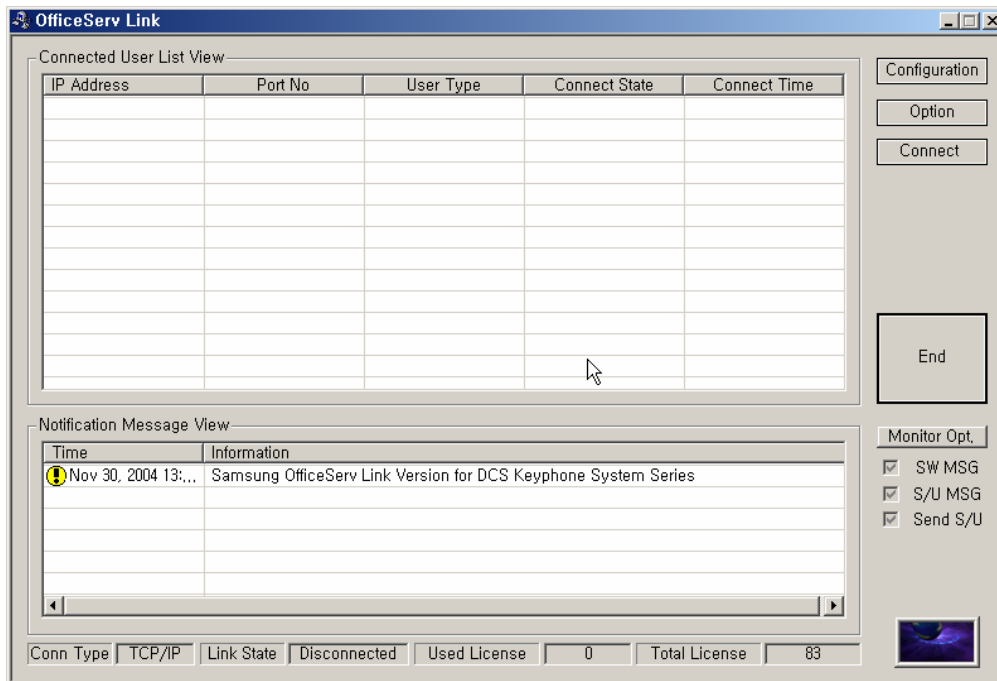 OfficeServ Link
Connected User List View
IP Address Port No User Type Connect State Connect Time
Configuration
Option
Connect
End
Notification Message View
Time Information
Nov 30, 2004 13:... Samsung OfficeServ Link Version for DCS Keyphone System Series
Monitor Opt.
SW MSG
S/U MSG
Send S/U
Conn Type TCP/IP Link State Disconnected Used License 0 Total License 83